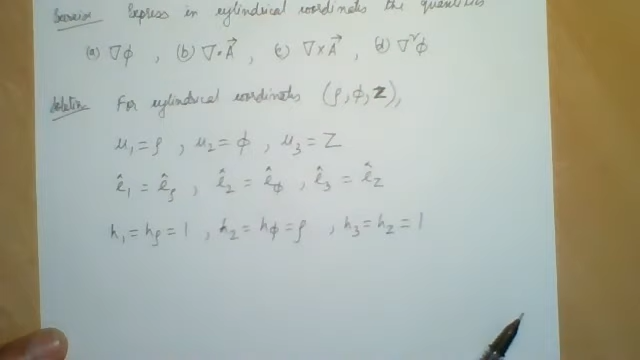 Exercise Express in cylindrical coordinates the quantities
(a) ∇ϕ , (b) ∇•A⃗ , (c) ∇×A⃗ , (d) ∇²ϕ
Solution For cylindrical coordinates (ρ, ϕ, z),
u₁ = ρ , u₂ = ϕ , u₃ = Z
ê₁ = ê_ρ , ê₂ = ê_ϕ , ê₃ = ê_Z
h₁ = h_ρ = 1 , h₂ = h_ϕ = ρ , h₃ = h_Z = 1